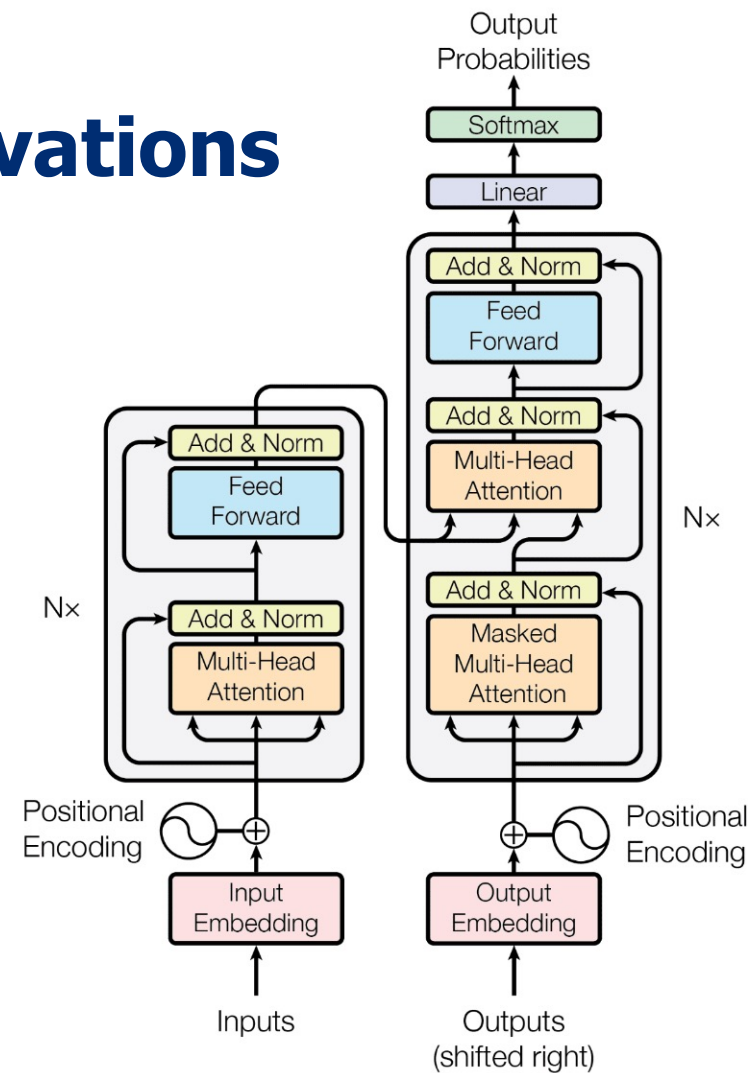 vations
Output
Probabilities
Softmax
Linear
Add & Norm
Feed
Forward
Add & Norm
Multi-Head
Attention
Nx
Add & Norm
Masked
Multi-Head
Attention
Positional
Encoding
Output
Embedding
Outputs
(shifted right)
Add & Norm
Feed
Forward
Nx
Add & Norm
Multi-Head
Attention
Positional
Encoding
Input
Embedding
Inputs